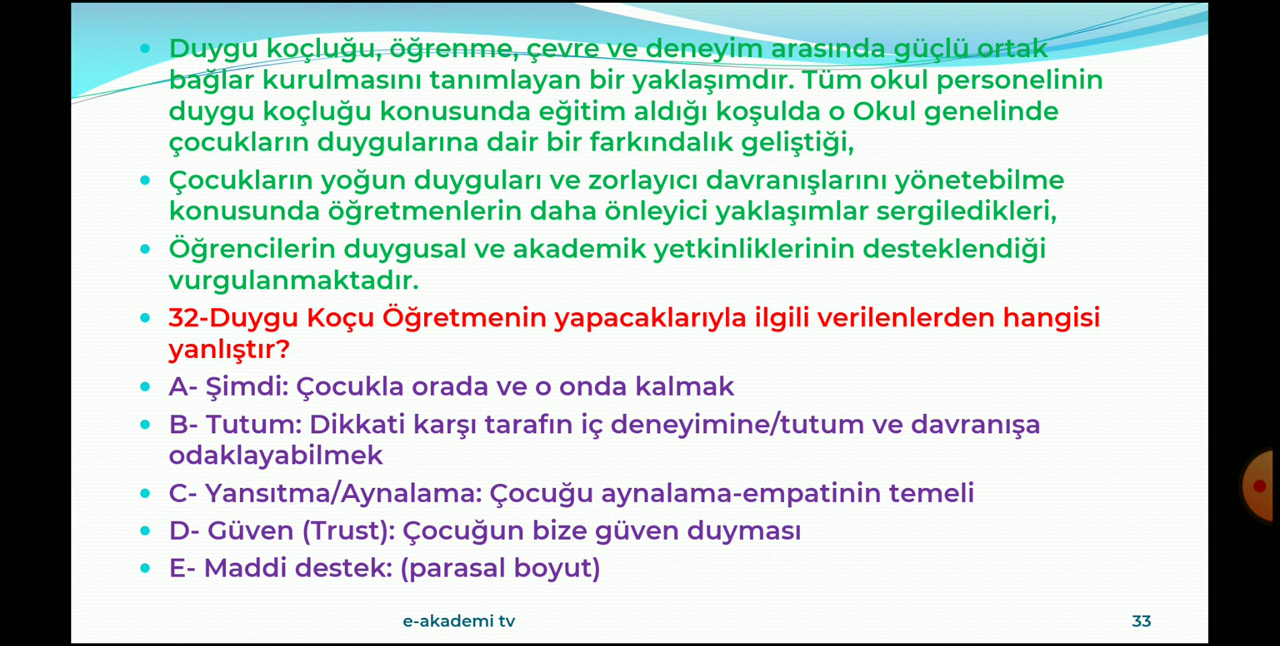 Duygu koçluğu, öğrenme, çevre ve deneyim arasında güçlü ortak
bağlar kurulmasını tanımlayan bir yaklaşımdır. Tüm okul personelinin
duygu koçluğu konusunda eğitim aldığı koşulda o Okul genelinde
çocukların duygularına dair bir farkındalık geliştiği,
Çocukların yoğun duyguları ve zorlayıcı davranışlarını yönetebilme
konusunda öğretmenlerin daha önleyici yaklaşımlar sergiledikleri,
Öğrencilerin duygusal ve akademik yetkinliklerinin desteklendiği
vurgulanmaktadır.
32-Duygu Koçu Öğretmenin yapacaklarıyla ilgili verilenlerden hangisi
yanlıştır?
A- Şimdi: Çocukla orada ve o onda kalmak
B- Tutum: Dikkati karşı tarafın iç deneyimine/tutum ve davranışa
odaklayabilmek
C- Yansıtma/Aynalama: Çocuğu aynalama-empatinin temeli
D- Güven (Trust): Çocuğun bize güven duyması
E- Maddi destek: (parasal boyut)
e-akademi tv
33